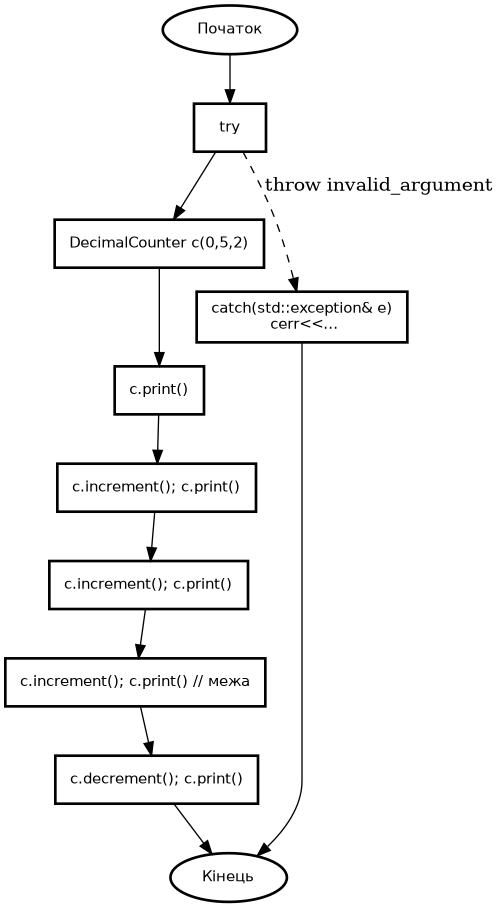 Початок
try
throw invalid_argument
DecimalCounter c(0,5,2)
catch(std::exception& e)
cerr<<...
c.print()
c.increment(); c.print()
c.increment(); c.print()
c.increment(); c.print() // межа
c.decrement(); c.print()
Кінець